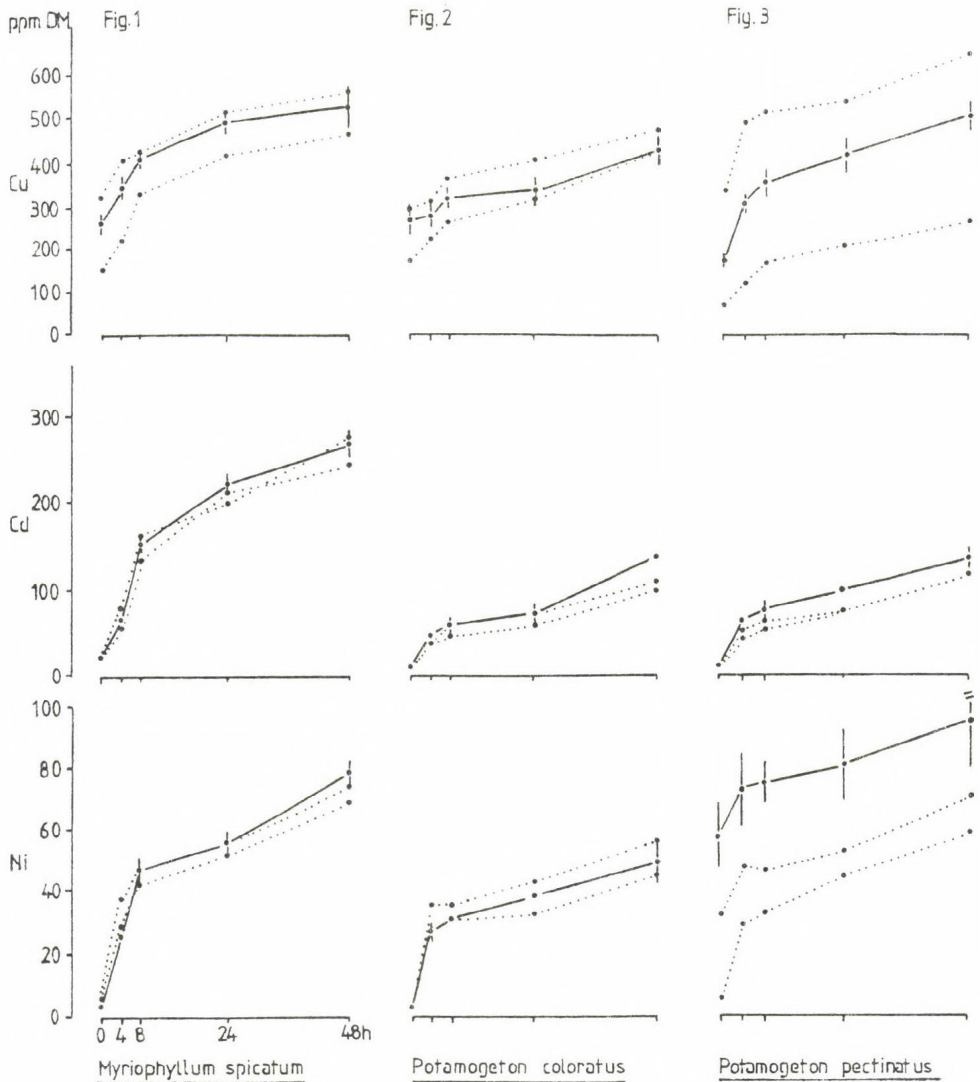 ppm DM Fig. 1 Fig. 2 Fig. 3
600
500
400
Cu
300
200
100
0
300
200
Cd
100
0
100
80
60
Ni
40
20
0
0 4 8 24 48h
Myriophyllum spicatum Potamogeton coloratus Potamogeton pectinatus